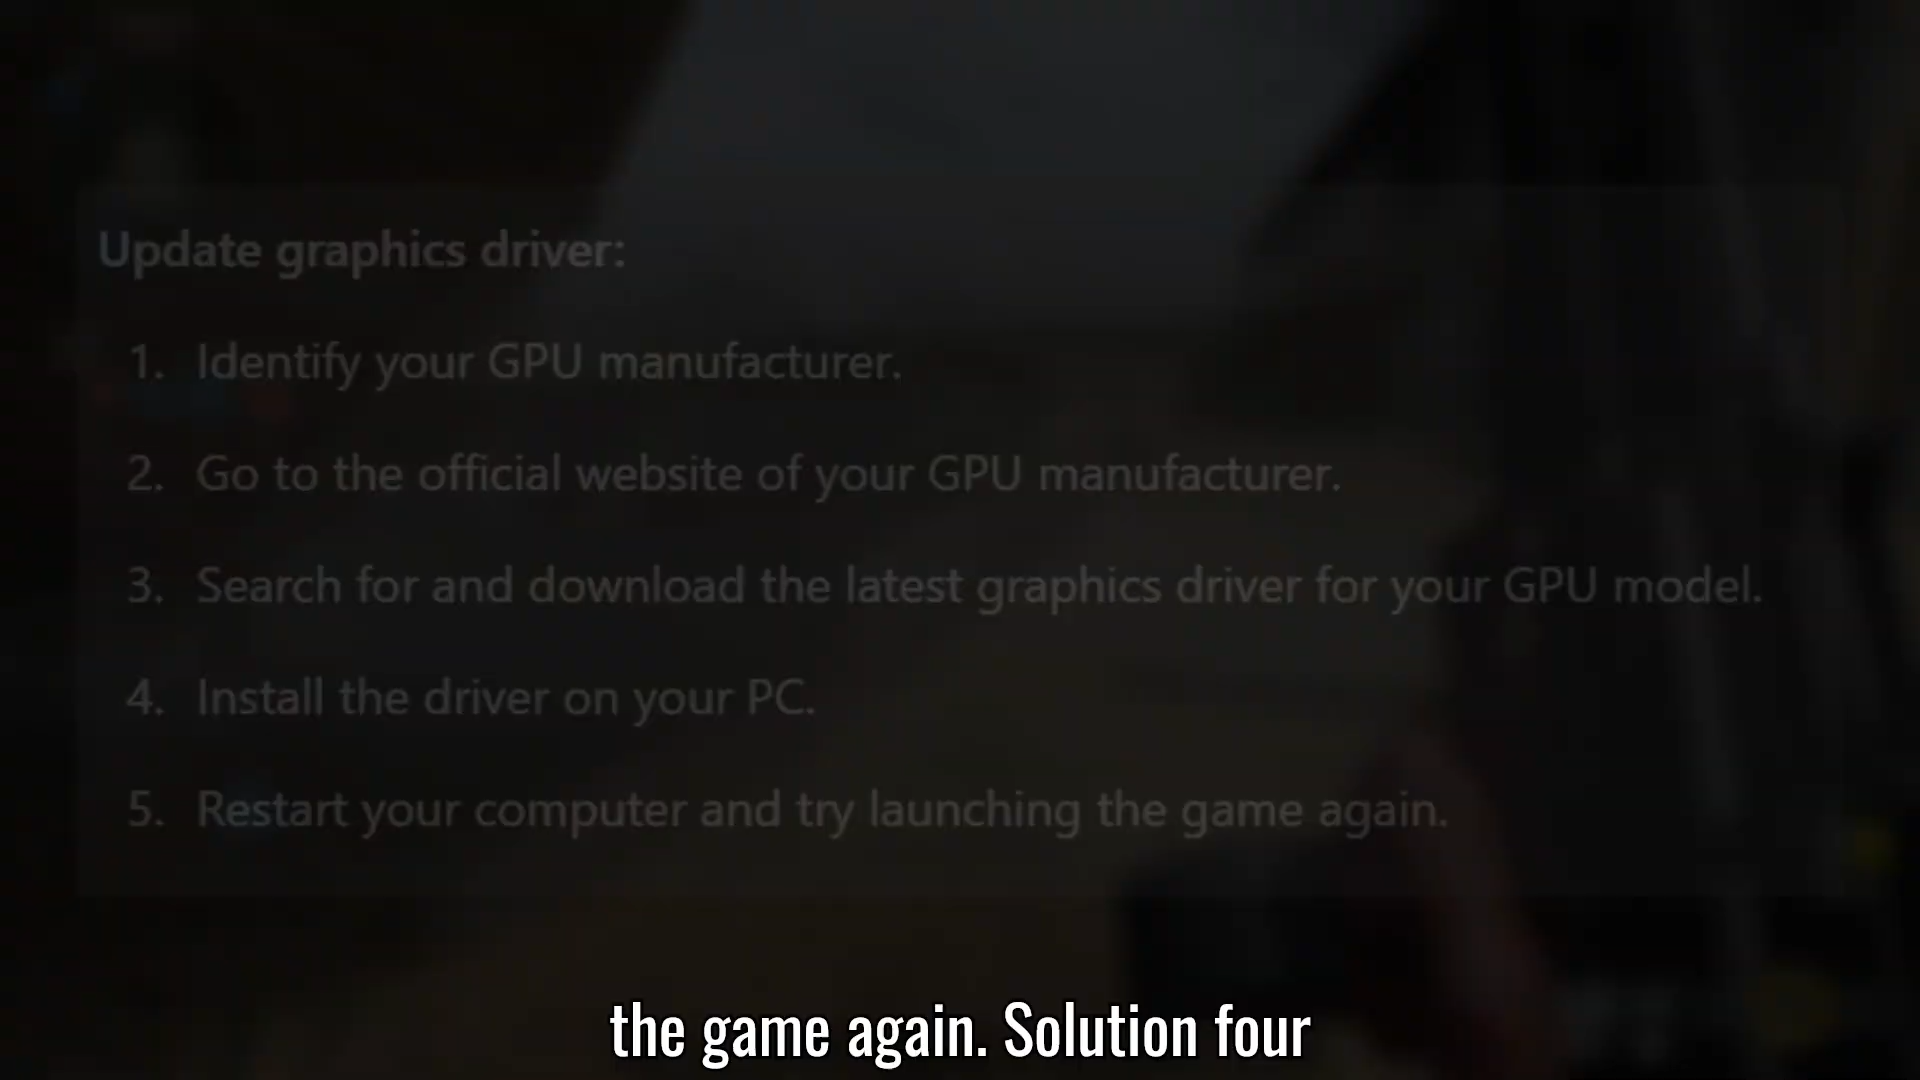 Update graphics driver:
1. Identify your GPU manufacturer.
2. Go to the official website of your GPU manufacturer.
3. Search for and download the latest graphics driver for your GPU model.
4. Install the driver on your PC.
5. Restart your computer and try launching the game again.
the game again. Solution four